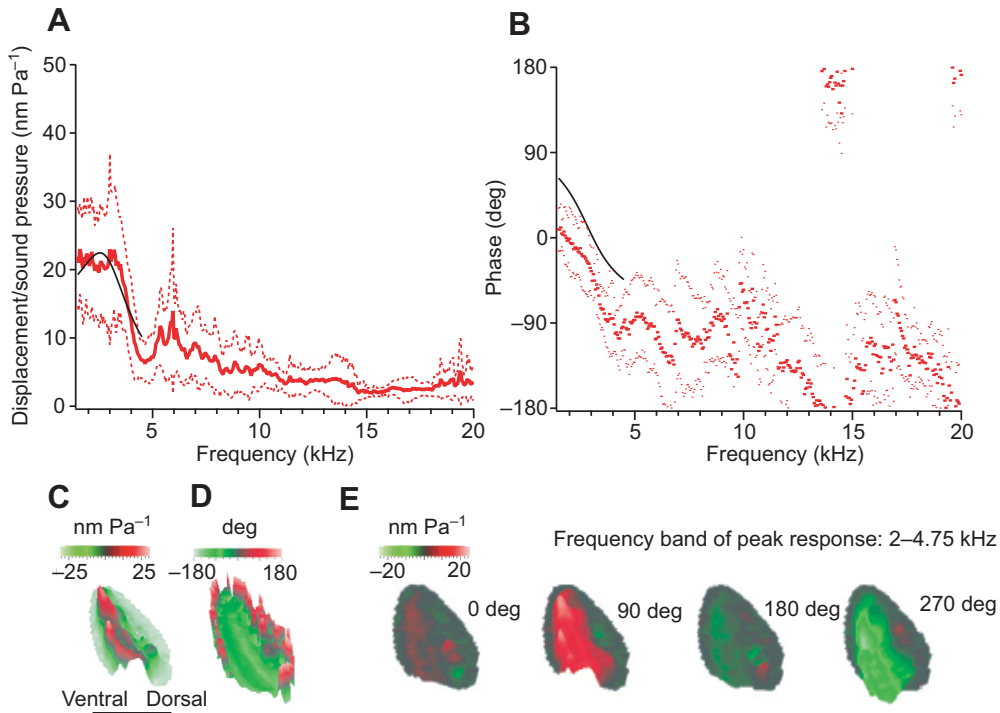 A
Displacement/sound pressure (nm Pa⁻¹)
50
40
30
20
10
0
5
10
15
20
Frequency (kHz)
B
Phase (deg)
180
90
0
–90
–180
5
10
15
20
Frequency (kHz)
C
nm Pa⁻¹
–25
25
Ventral
Dorsal
D
deg
–180
180
E
nm Pa⁻¹
–20
20
Frequency band of peak response: 2–4.75 kHz
0 deg
90 deg
180 deg
270 deg